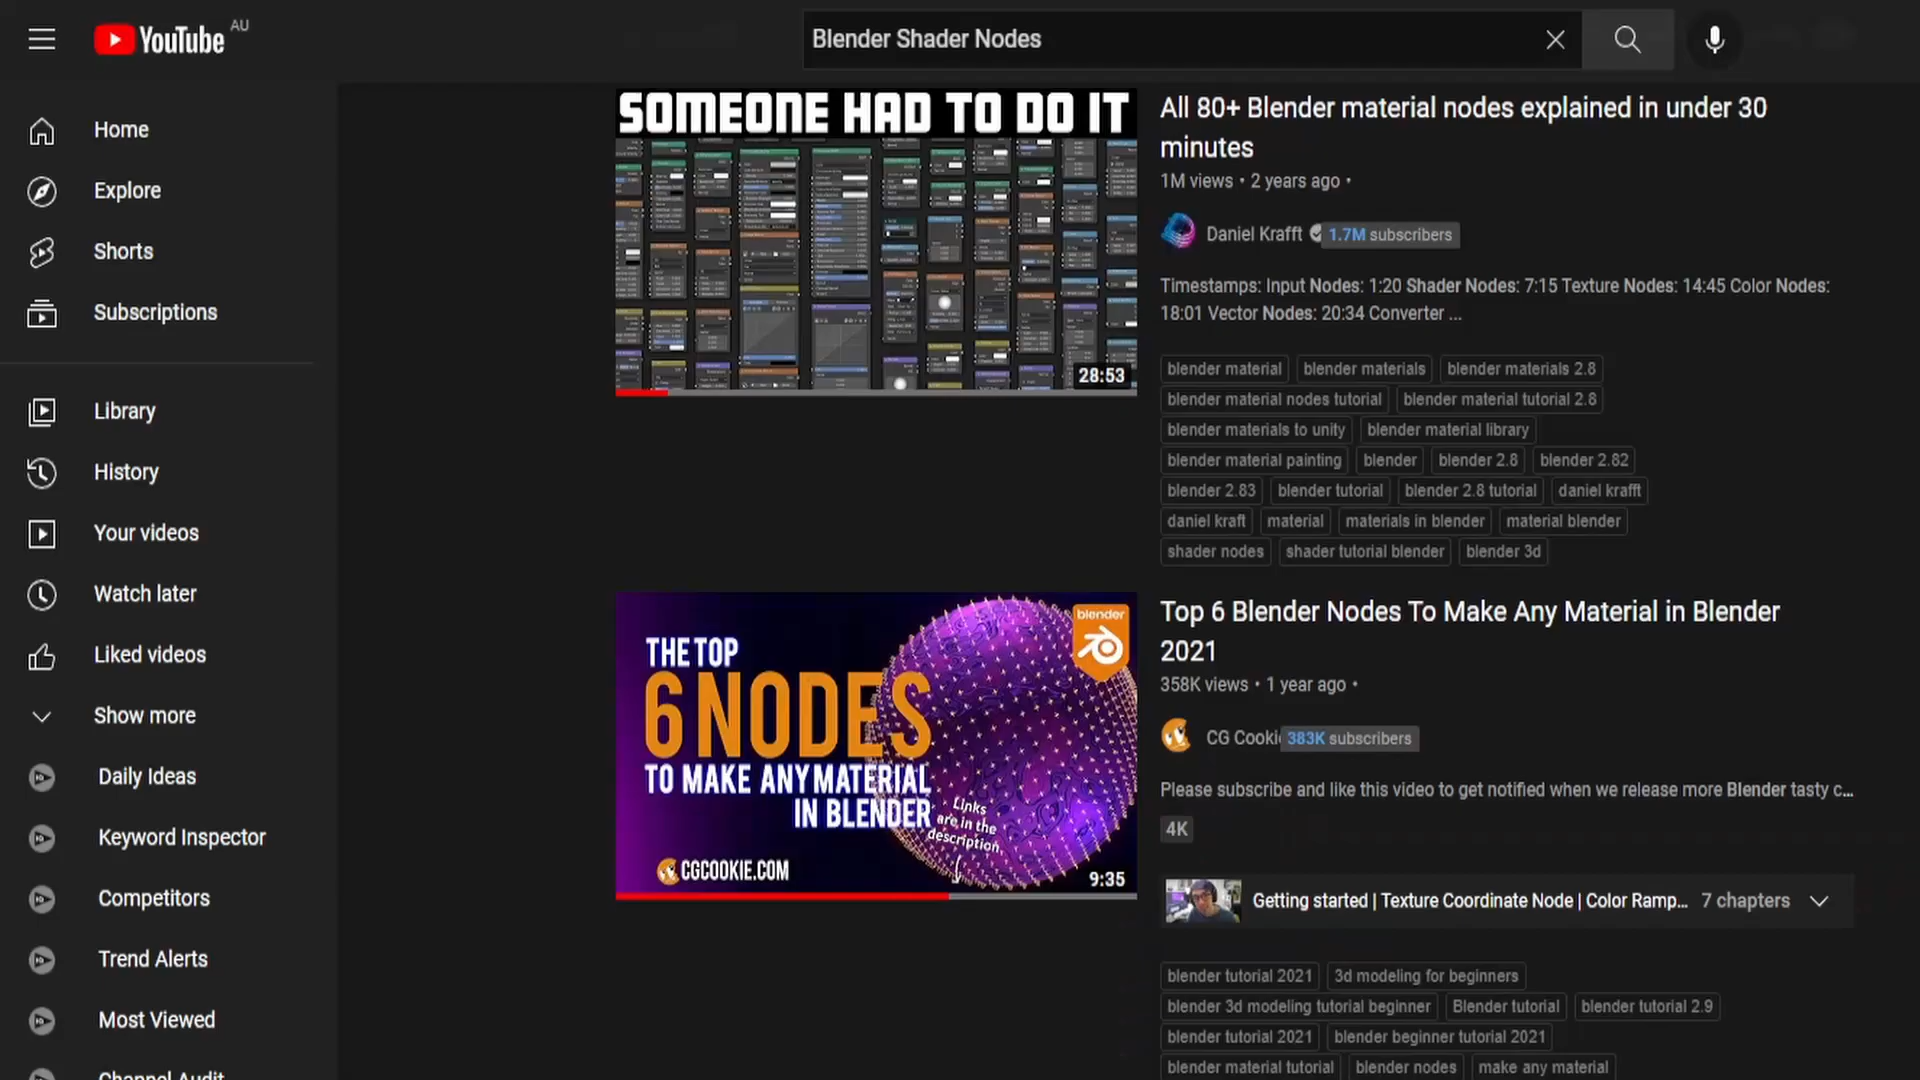 YouTube AU
Blender Shader Nodes
Home
Explore
Shorts
Subscriptions
Library
History
Your videos
Watch later
Liked videos
Show more
Daily Ideas
Keyword Inspector
Competitors
Trend Alerts
Most Viewed
Channel Audit
SOMEONE HAD TO DO IT
28:53
All 80+ Blender material nodes explained in under 30
minutes
1M views • 2 years ago •
Daniel Krafft 1.7M subscribers
Timestamps: Input Nodes: 1:20 Shader Nodes: 7:15 Texture Nodes: 14:45 Color Nodes:
18:01 Vector Nodes: 20:34 Converter ...
blender material blender materials blender materials 2.8
blender material nodes tutorial blender material tutorial 2.8
blender materials to unity blender material library
blender material painting blender blender 2.8 blender 2.82
blender 2.83 blender tutorial blender 2.8 tutorial daniel krafft
daniel kraft material materials in blender material blender
shader nodes shader tutorial blender blender 3d
blender
THE TOP
6 NODES
TO MAKE ANY MATERIAL
IN BLENDER
Links
are in the
description
CGCOOKIE.COM
9:35
Top 6 Blender Nodes To Make Any Material in Blender
2021
358K views • 1 year ago •
CG Cooki 383K subscribers
Please subscribe and like this video to get notified when we release more Blender tasty c...
4K
Getting started | Texture Coordinate Node | Color Ramp... 7 chapters
blender tutorial 2021 3d modeling for beginners
blender 3d modeling tutorial beginner Blender tutorial blender tutorial 2.9
blender tutorial 2021 blender beginner tutorial 2021
blender material tutorial blender nodes make any material